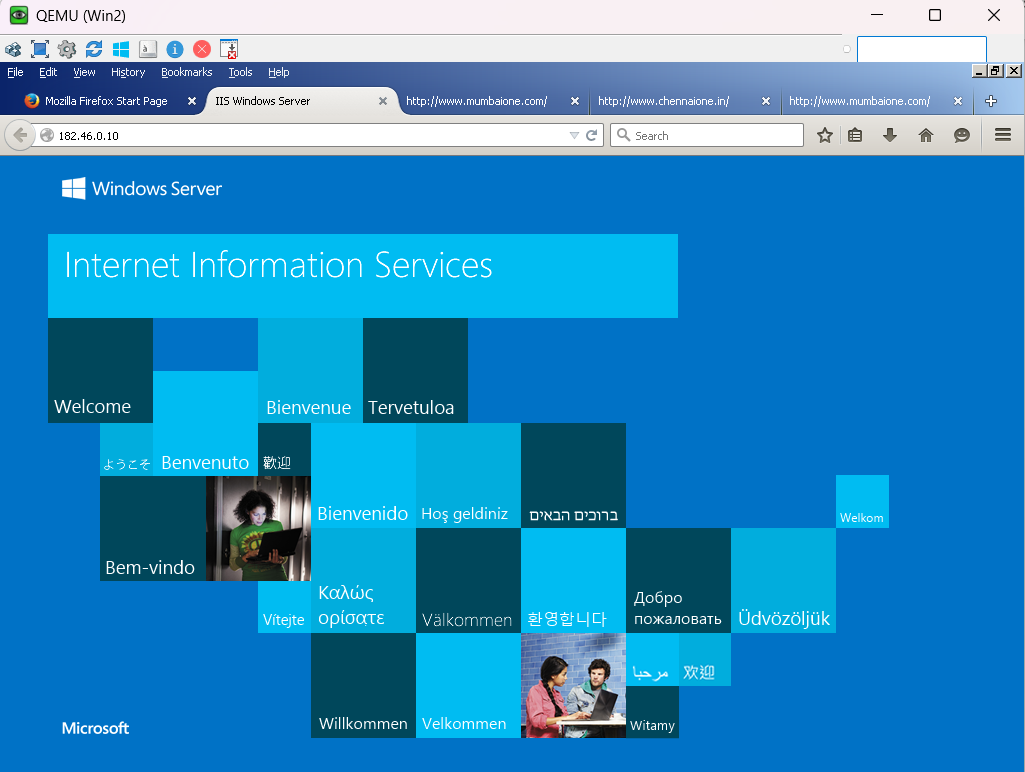 QEMU (Win2)
File Edit View History Bookmarks Tools Help
Mozilla Firefox Start Page
IIS Windows Server
http://www.mumbaione.com/
http://www.chennaione.in/
http://www.mumbaione.com/
182.46.0.10
Search
Windows Server
Internet Information Services
Welcome
Bienvenue
Tervetuloa
ようこそ
Benvenuto
歡迎
Bienvenido
Hoş geldiniz
ברוכים הבאים
Welkom
Bem-vindo
Vítejte
Καλώς
ορίσατε
Välkommen
환영합니다
Добро
пожаловать
Üdvözöljük
مرحبا
欢迎
Willkommen
Velkommen
Witamy
Microsoft